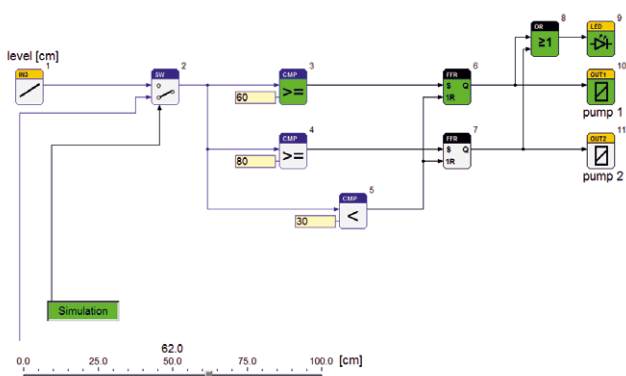 level [cm]
1
IN3
2
SW
3
CMP
>=
60
4
CMP
>=
80
5
CMP
<
30
6
FFR
S Q
1R
7
FFR
S Q
1R
8
OR
≥1
9
LED
10
OUT1
pump 1
11
OUT2
pump 2
Simulation
62.0
0.0 25.0 50.0 75.0 100.0 [cm]